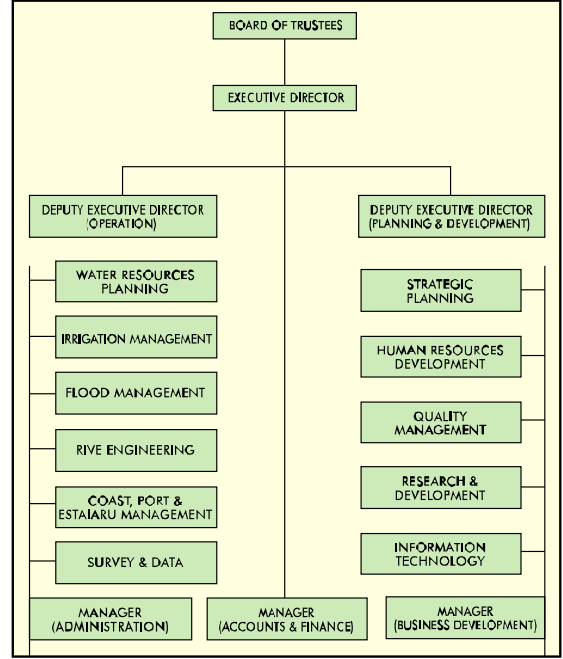 BOARD OF TRUSTEES
EXECUTIVE DIRECTOR
DEPUTY EXECUTIVE DIRECTOR
(OPERATION)
DEPUTY EXECUTIVE DIRECTOR
(PLANNING & DEVELOPMENT)
WATER RESOURCES
PLANNING
IRRIGATION MANAGEMENT
FLOOD MANAGEMENT
RIVE ENGINEERING
COAST, PORT &
ESTAIARU MANAGEMENT
SURVEY & DATA
STRATEGIC
PLANNING
HUMAN RESOURCES
DEVELOPMENT
QUALITY
MANAGEMENT
RESEARCH &
DEVELOPMENT
INFORMATION
TECHNOLOGY
MANAGER
(ADMINISTRATION)
MANAGER
(ACCOUNTS & FINANCE)
MANAGER
(BUSINESS DEVELOPMENT)